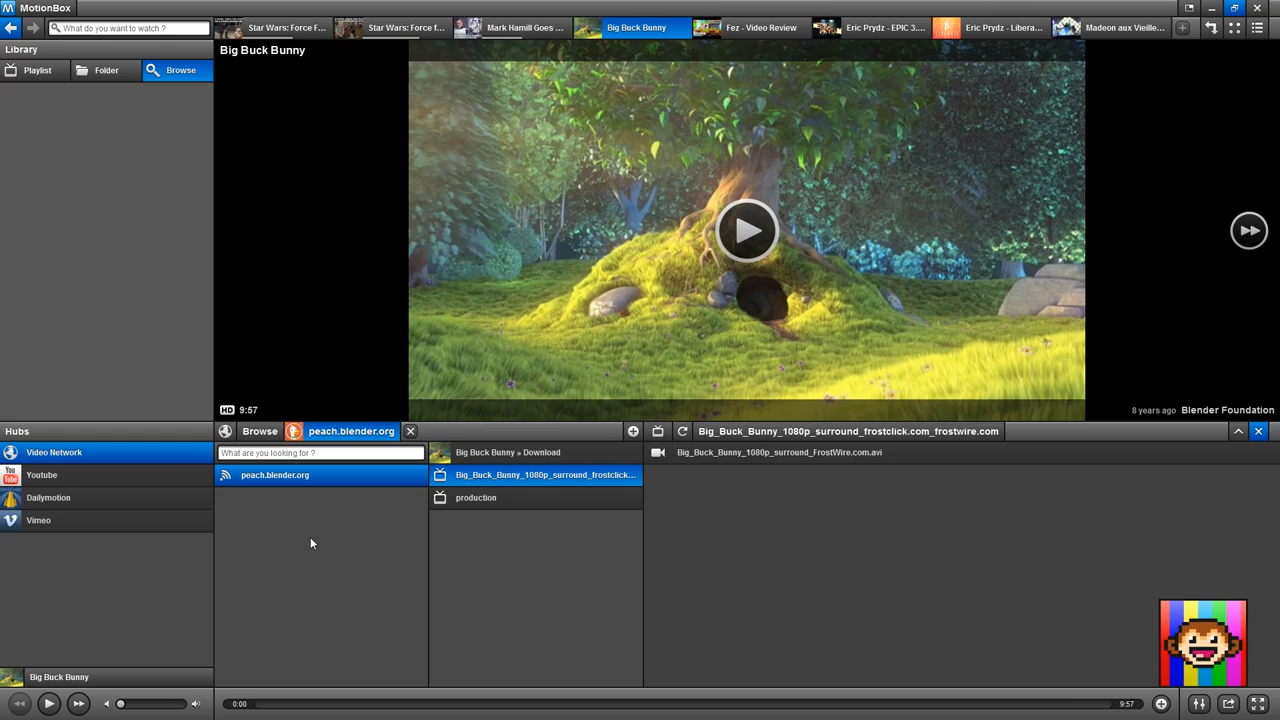 MotionBox
What do you want to watch ?
Star Wars: Force F...
Star Wars: Force f...
Mark Hamill Goes ...
Big Buck Bunny
Fez - Video Review
Eric Prydz - EPIC 3....
Eric Prydz - Libera...
Madeon aux Vieille...
Library
Playlist
Folder
Browse
Big Buck Bunny
HD 9:57
8 years ago Blender Foundation
Hubs
Browse
peach.blender.org
Big_Buck_Bunny_1080p_surround_frostclick.com_frostwire.com
Video Network
What are you looking for ?
Big Buck Bunny » Download
Big_Buck_Bunny_1080p_surround_FrostWire.com.avi
You Tube
Youtube
peach.blender.org
Big_Buck_Bunny_1080p_surround_frostclick...
Dailymotion
production
Vimeo
Big Buck Bunny
0:00
9:57